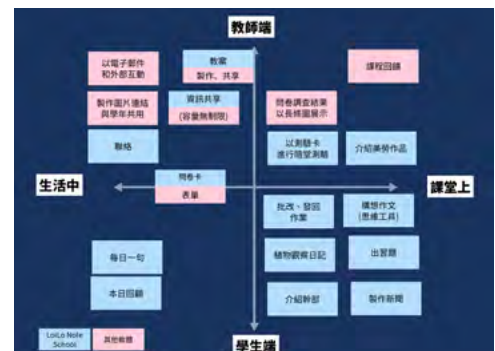 教師端
以電子郵件
和外部互動
教案
製作、共享
課程回饋
製作圖片連結
與學年共用
資訊共享
(容量無制限)
問卷調查結果
以長條圖展示
聯絡
以測驗卡
進行隨堂測驗
介紹美勞作品
生活中
問卷卡
表單
課堂上
批改、發回
作業
構想作文
(思維工具)
每日一句
植物觀察日記
出習題
本日回顧
介紹幹部
製作新聞
LoiLo Note
School
其他軟體
學生端